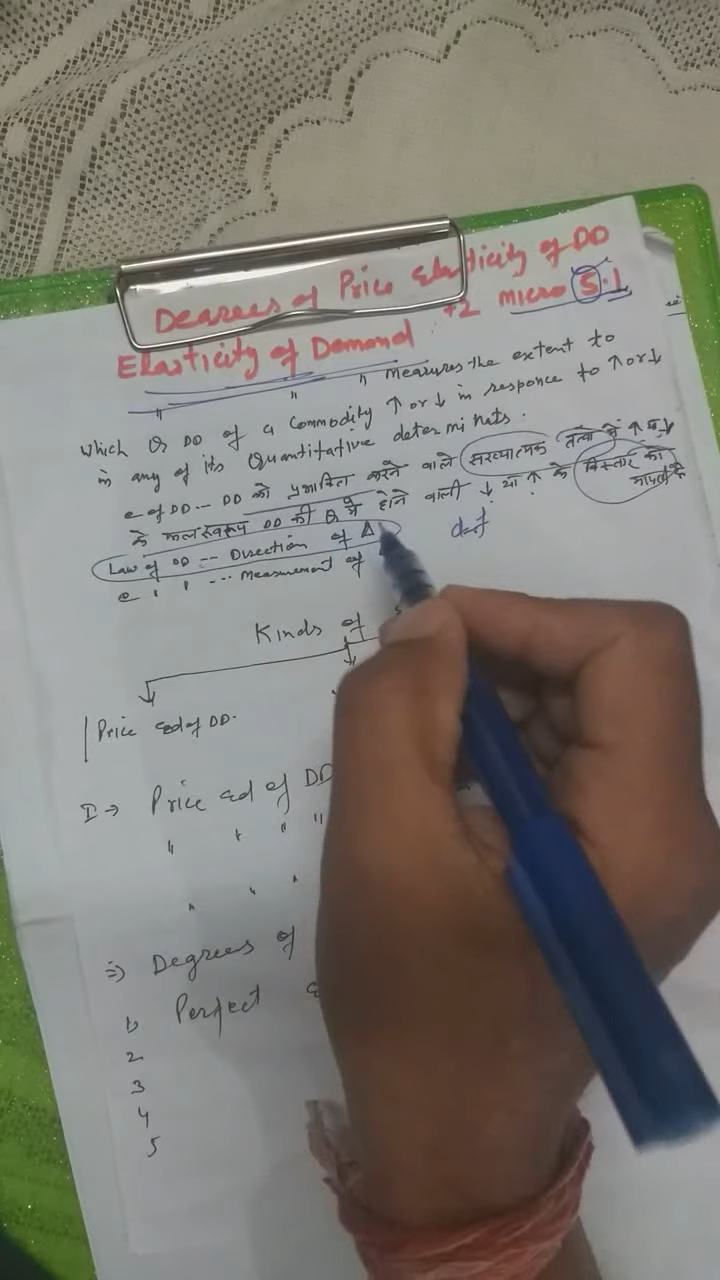 Degrees of Price Elasticity of DD
+2 micro 5.1
Elasticity of Demand
" " " Measures the extent to
which Q DD of a Commodity ↑ or ↓ in response to ↑ or ↓
in any of its Quantitative determinats.
e of DD -- DD को प्रभावित करने वाले सख्यात्मक तत्वो में ↑ या ↓
के फलस्वरूप DD की Q में होने वाली ↓ या ↑ के विस्तार को
मापती है
Law of DD -- Direction of Δ
def
e " " --- Measurement of
Kinds of
Price ed of DD.
I → Price ed of DD
" " " "
" " "
⇒ Degrees of
1) Perfect
2
3
4
5